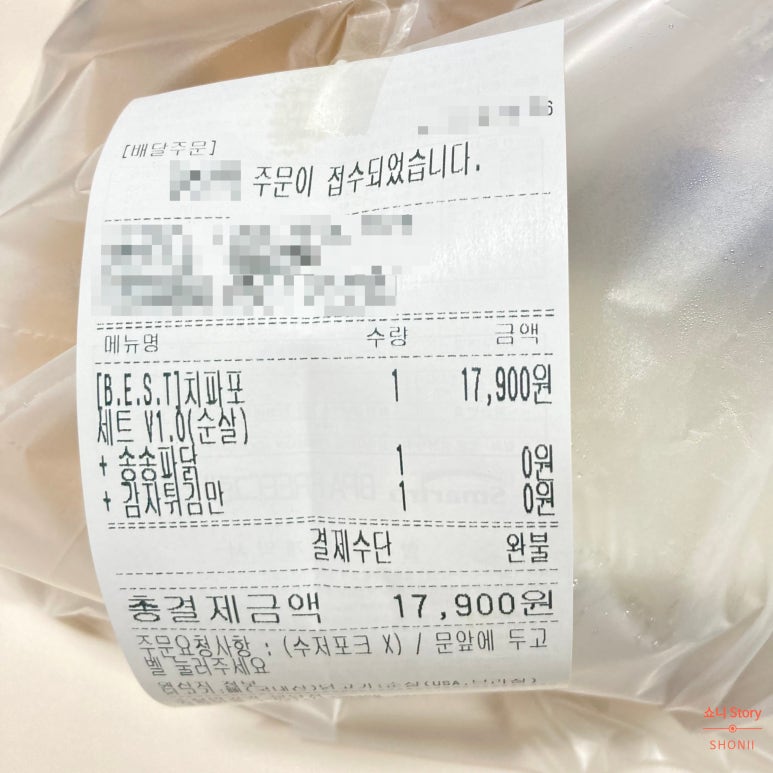 [배달주문]
주문이 접수되었습니다.
메뉴명 수량 금액
[B.E.S.T]치파포 1 17,900원
세트 V1.0(순살)
+ 송송파닭 1 0원
+ 감자튀김만 1 0원
결제수단 완불
총결제금액 17,900원
주문요청사항 : (수저포크 X) / 문앞에 두고
벨 눌러주세요
쇼니 Story
SHONII